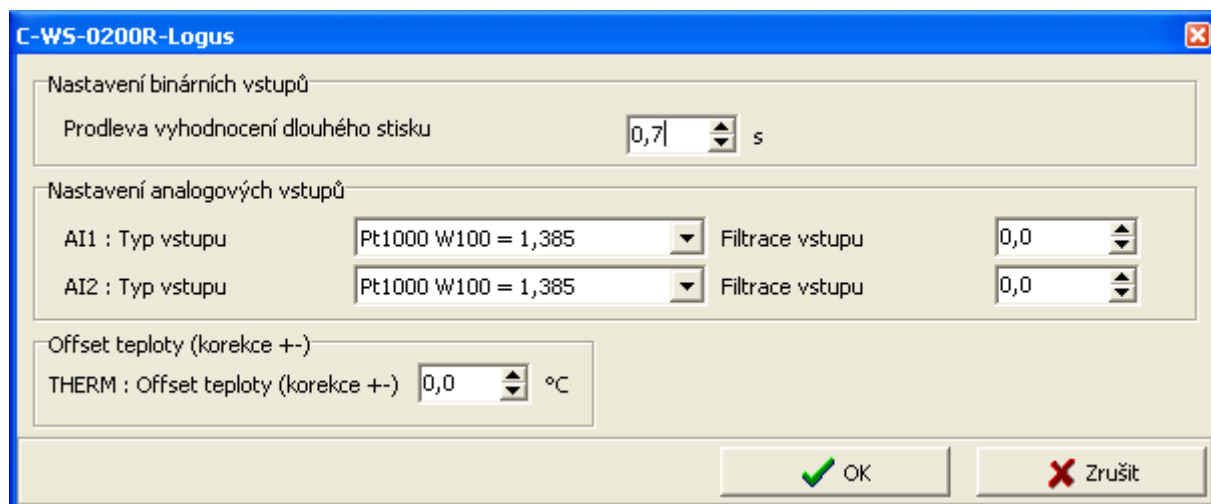 C-WS-0200R-Logus
Nastavení binárních vstupů
Prodleva vyhodnocení dlouhého stisku 0,7 s
Nastavení analogových vstupů
AI1 : Typ vstupu Pt1000 W100 = 1,385 Filtrace vstupu 0,0
AI2 : Typ vstupu Pt1000 W100 = 1,385 Filtrace vstupu 0,0
Offset teploty (korekce +-)
THERM : Offset teploty (korekce +-) 0,0 °C
OK Zrušit